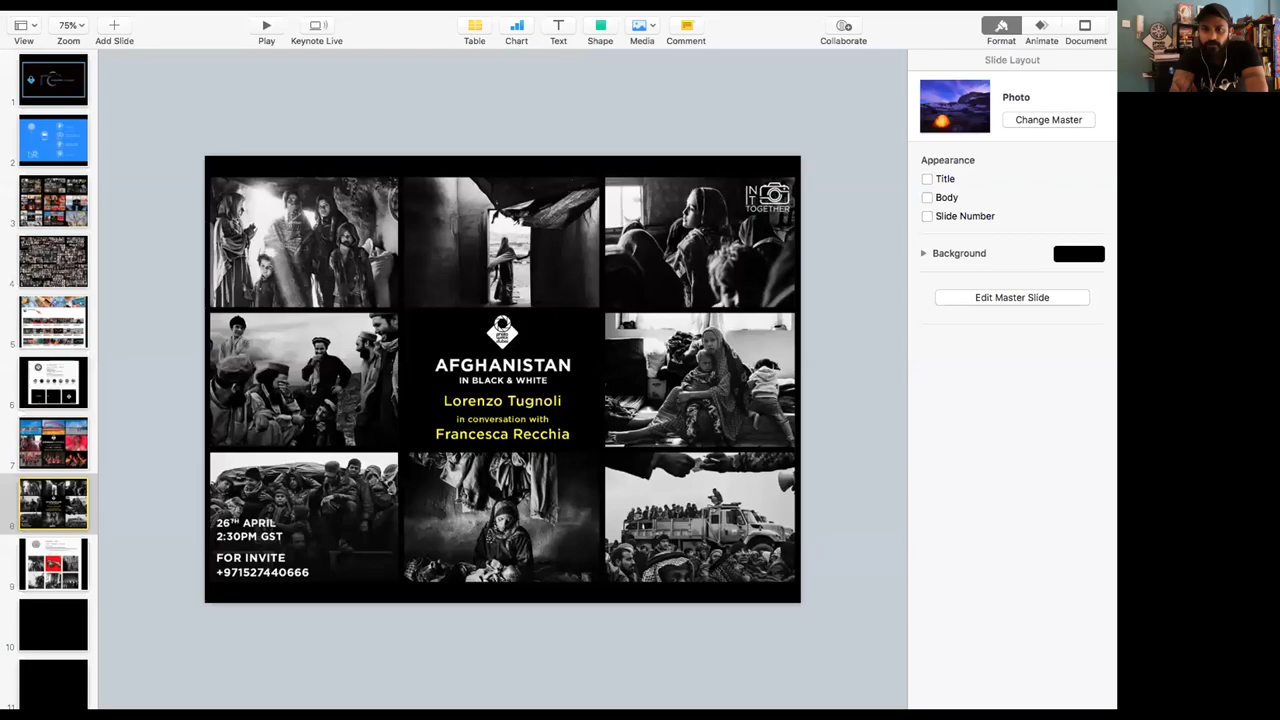 75%
View
Zoom
Add Slide
Play
Keynote Live
Table
Chart
Text
Shape
Media
Comment
Collaborate
Format
Animate
Document
Slide Layout
Photo
Change Master
Appearance
Title
Body
Slide Number
Background
Edit Master Slide
1
2
3
4
5
6
7
8
9
10
11
IN
IT
TOGETHER
AFGHANISTAN
IN BLACK & WHITE
Lorenzo Tugnoli
in conversation with
Francesca Recchia
26TH APRIL
2:30PM GST
FOR INVITE
+971527440666